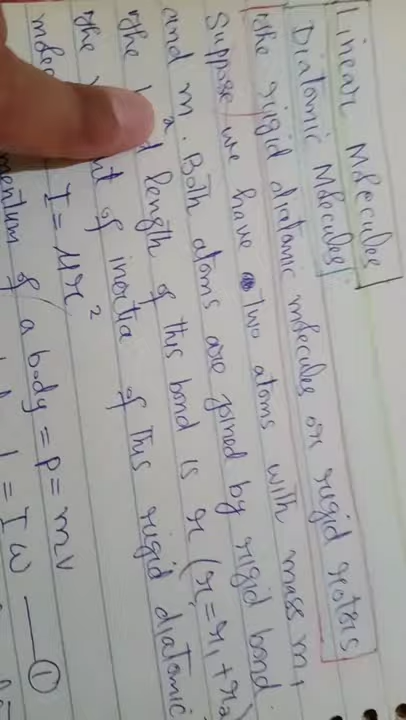 Linear Molecules
Diatomic Molecules
The rigid diatomic molecules or rigid rotors
Suppose we have two atoms with mass m1
and m2. Both atoms are joined by rigid bond.
The length of this bond is r (r = r1 + r2)
The of inertia of this rigid diatomic
I = μr²
of a body = P = mv
= Iω — ①